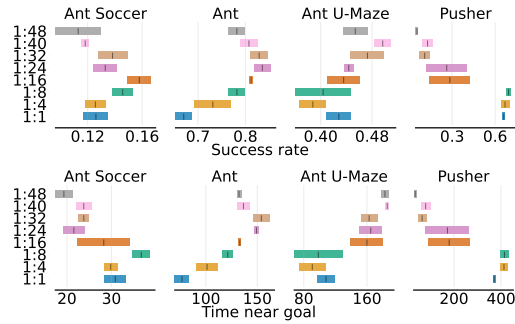 Ant Soccer Ant Ant U-Maze Pusher
1:48
1:40
1:32
1:24
1:16
1:8
1:4
1:1
0.12 0.16 0.7 0.8 0.40 0.48 0.3 0.6
Success rate
Ant Soccer Ant Ant U-Maze Pusher
1:48
1:40
1:32
1:24
1:16
1:8
1:4
1:1
20 30 100 150 80 160 200 400
Time near goal